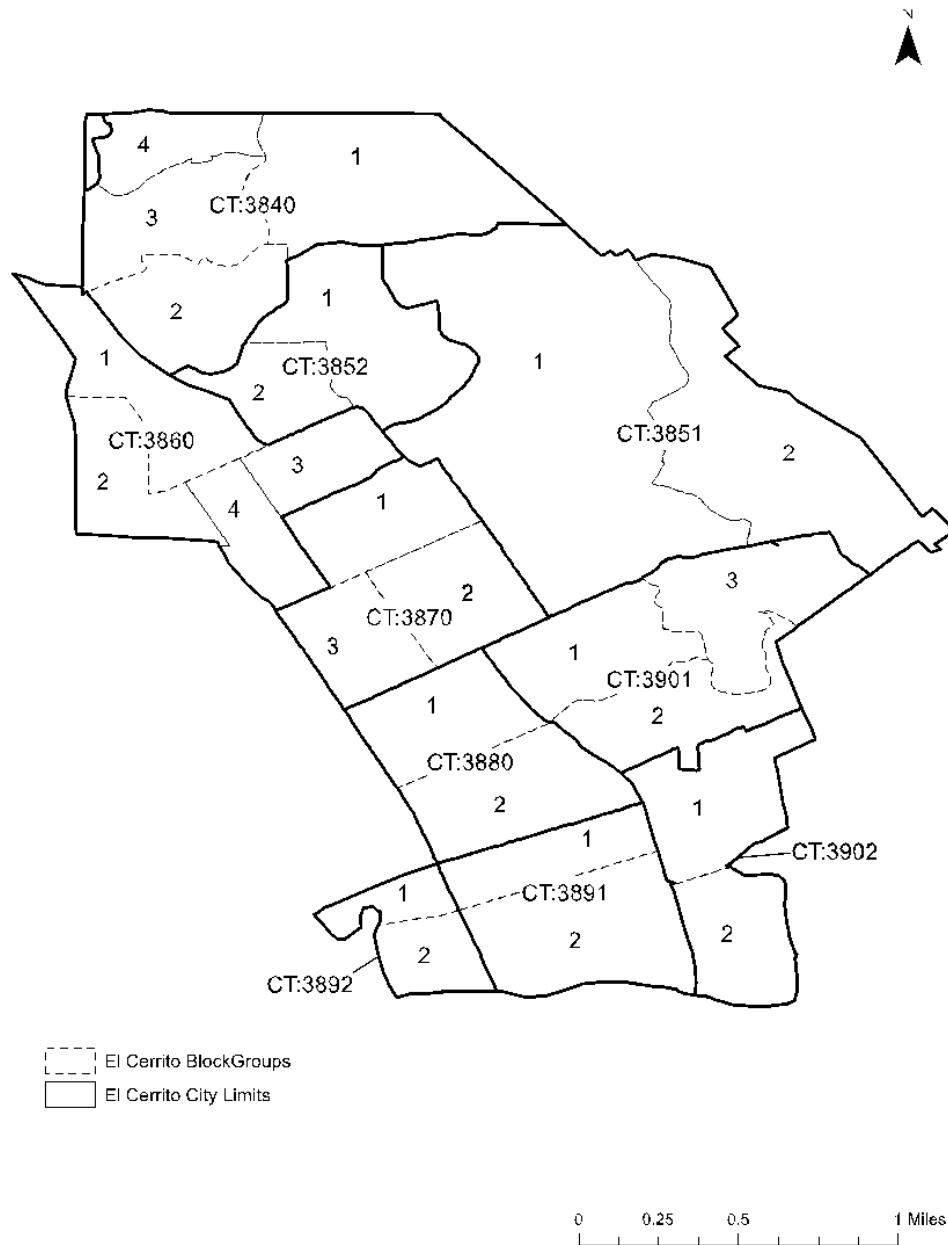 N
4
1
3
CT:3840
2
1
1
CT:3852
1
2
CT:3860
CT:3851
2
3
2
1
4
2
3
CT:3870
3
1
CT:3901
1
2
CT:3880
2
1
1
CT:3902
1
CT:3891
2
2
2
CT:3892
El Cerrito BlockGroups
El Cerrito City Limits
0 0.25 0.5 1 Miles